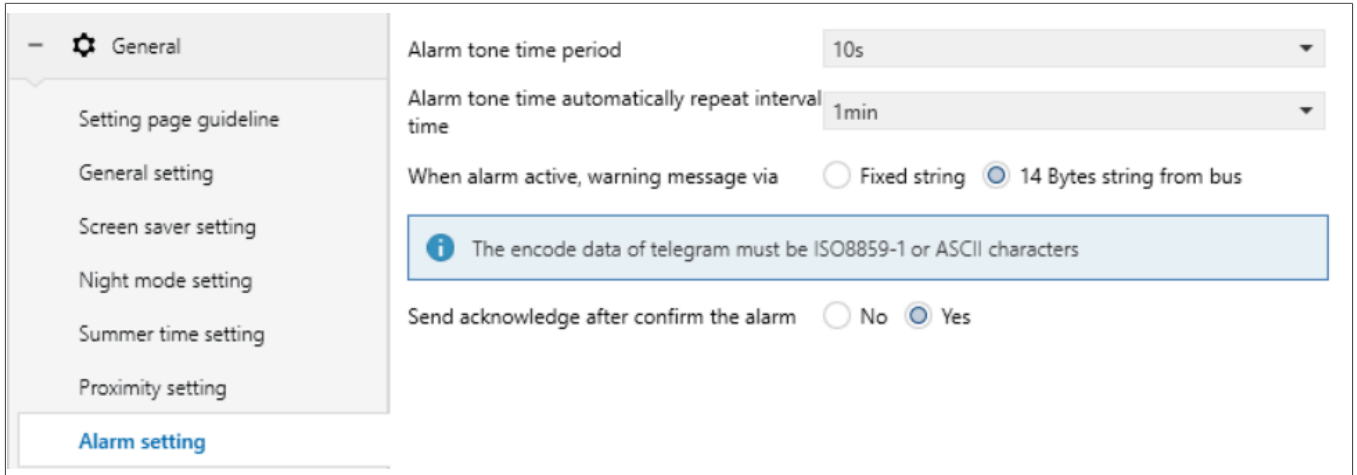 General
Setting page guideline
General setting
Screen saver setting
Night mode setting
Summer time setting
Proximity setting
Alarm setting
Alarm tone time period
10s
Alarm tone time automatically repeat interval
time
1min
When alarm active, warning message via
Fixed string
14 Bytes string from bus
The encode data of telegram must be ISO8859-1 or ASCII characters
Send acknowledge after confirm the alarm
No
Yes